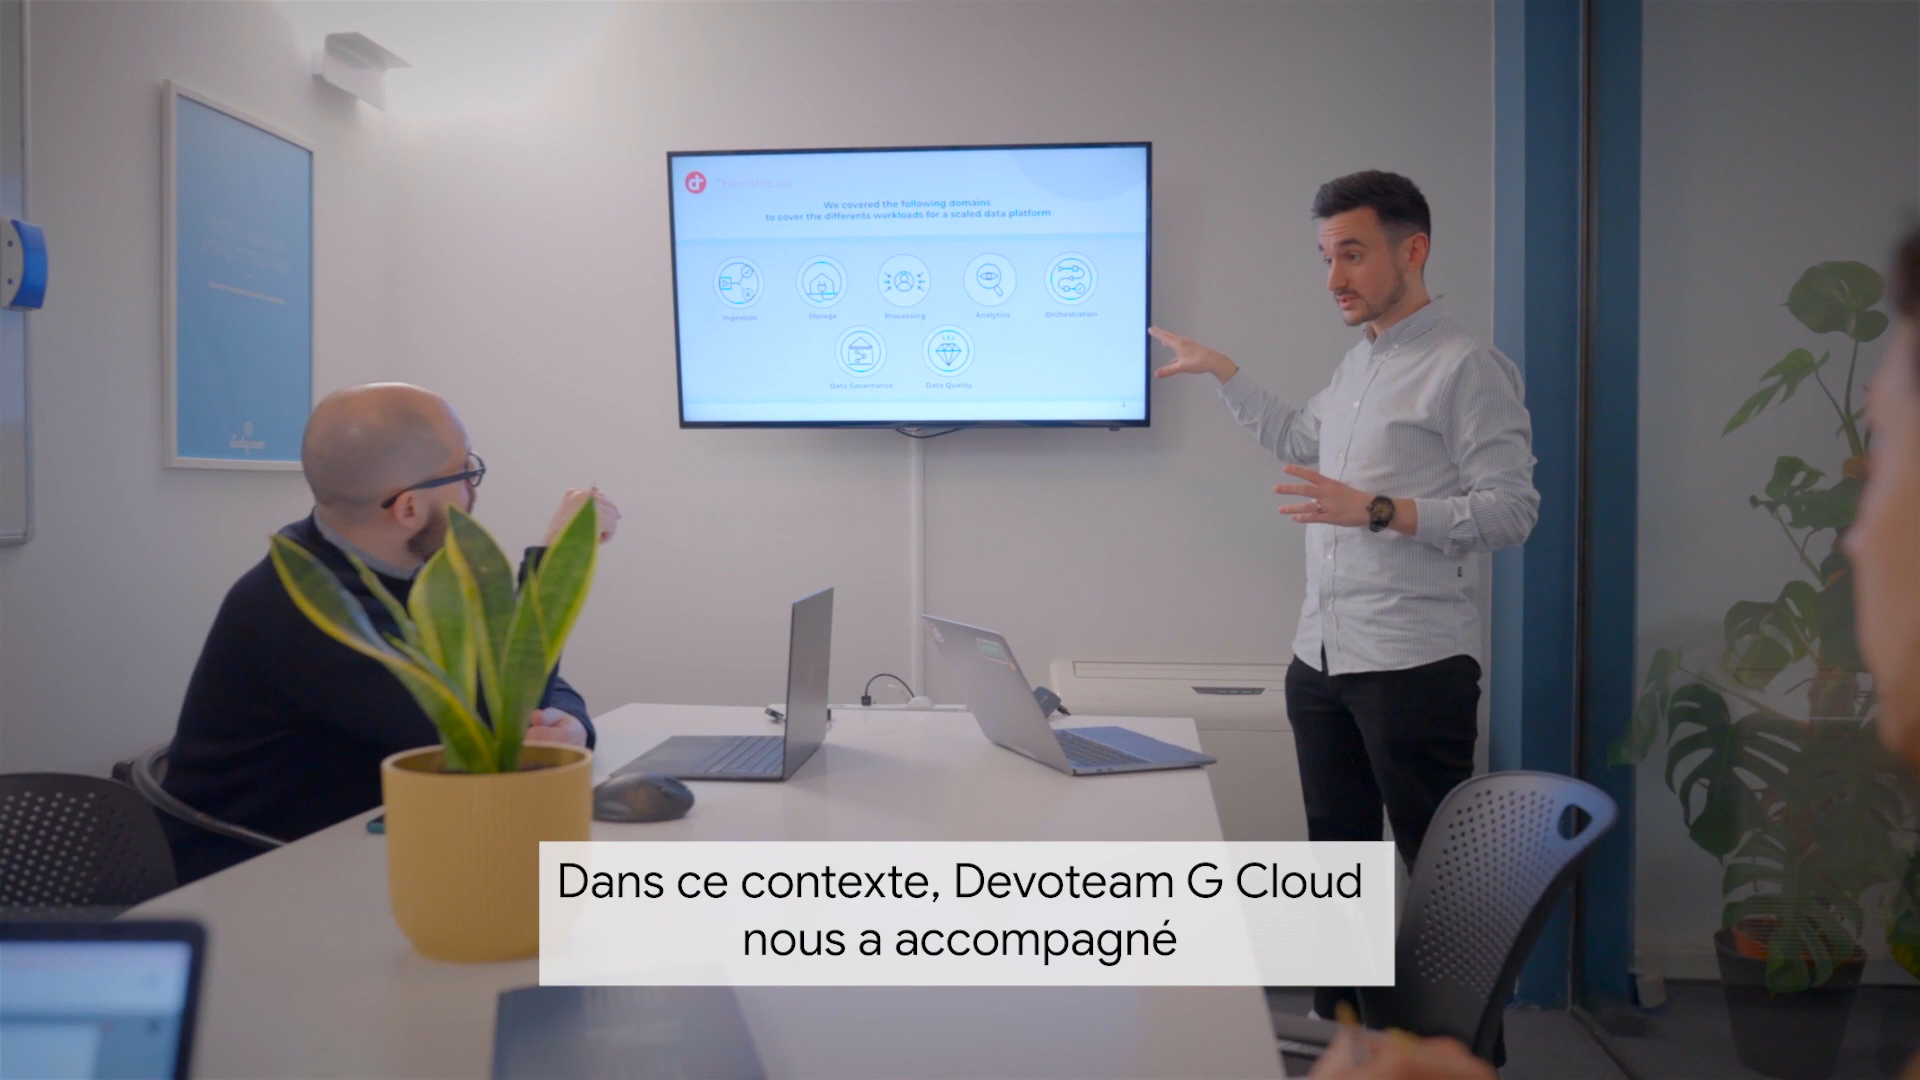 Thématiques
We covered the following domains
to cover the differents workloads for a scaled data platform
Ingestion
Storage
Processing
Analytics
Orchestration
Data Governance
Data Quality
Dans ce contexte, Devoteam G Cloud
nous a accompagné